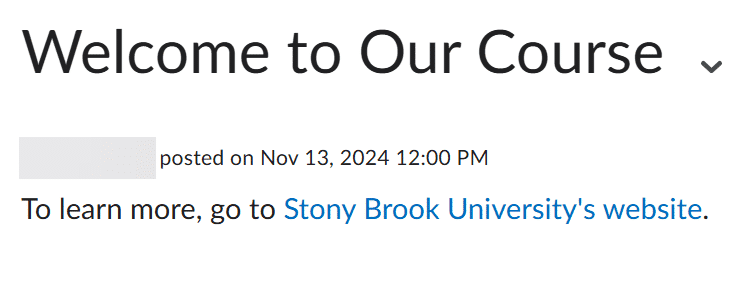 Welcome to Our Course
posted on Nov 13, 2024 12:00 PM
To learn more, go to Stony Brook University's website.